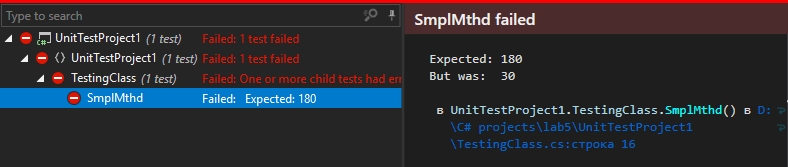 Type to search
UnitTestProject1 (1 test) Failed: 1 test failed
UnitTestProject1 (1 test) Failed: 1 test failed
TestingClass (1 test) Failed: One or more child tests had err
SmplMthd Failed: Expected: 180
SmplMthd failed
Expected: 180
But was: 30
в UnitTestProject1.TestingClass.SmplMthd() в D:
\C# projects\lab5\UnitTestProject1
\TestingClass.cs:строка 16